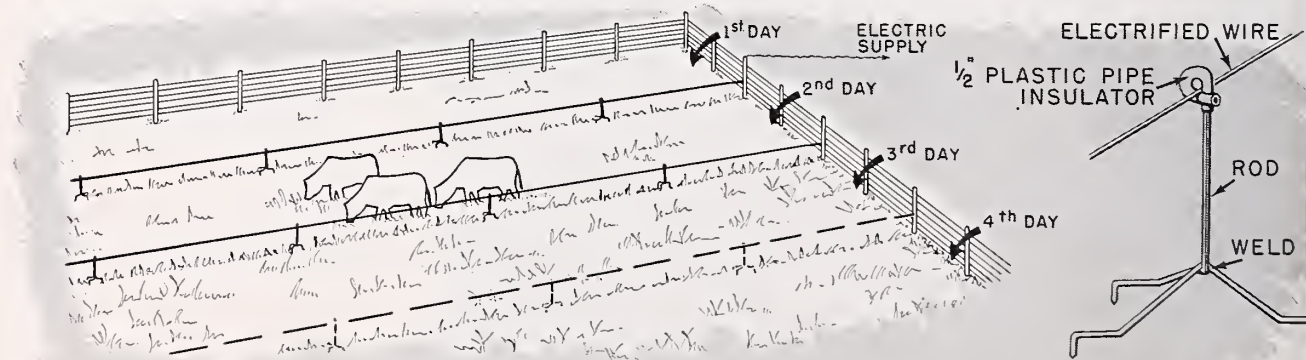 1st DAY
ELECTRIC
SUPPLY
2nd DAY
3rd DAY
4th DAY
ELECTRIFIED WIRE
1/2" PLASTIC PIPE
INSULATOR
ROD
WELD